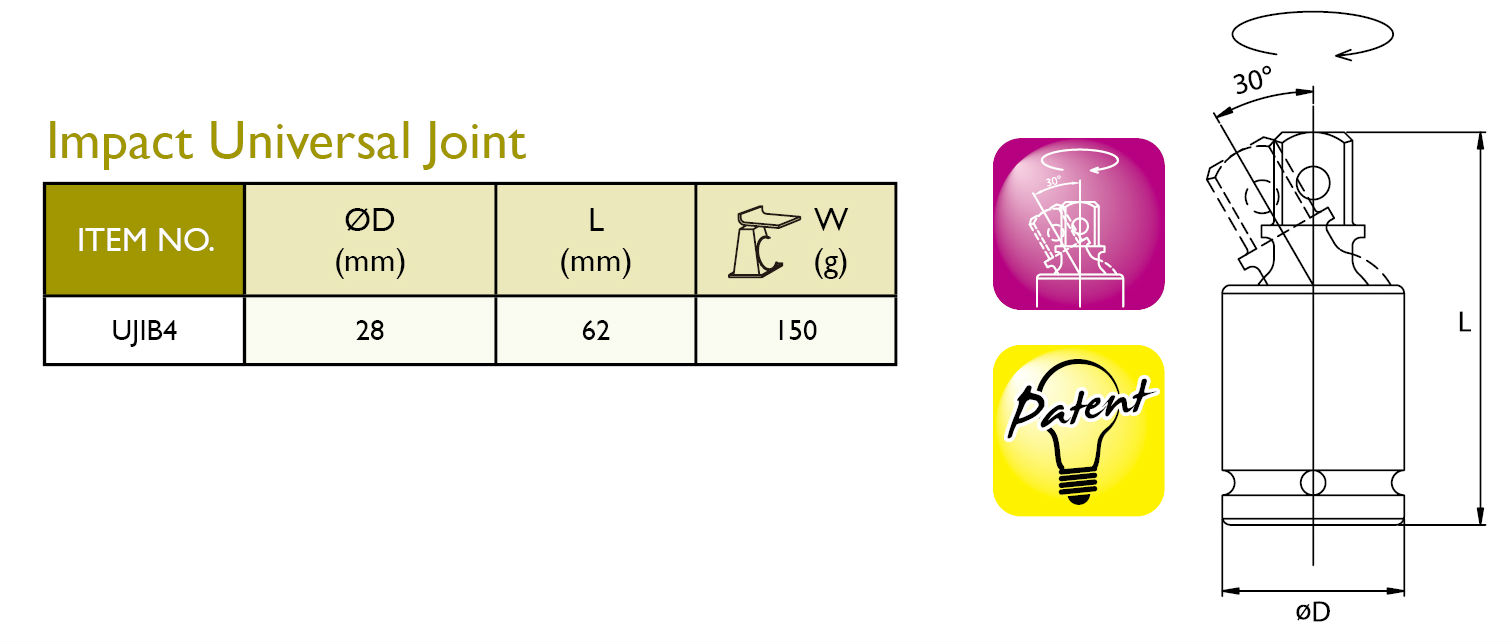 Impact Universal Joint
ITEM NO. ØD (mm) L (mm) W (g)
UJIB4 28 62 150
30°
Patent
30°
L
øD